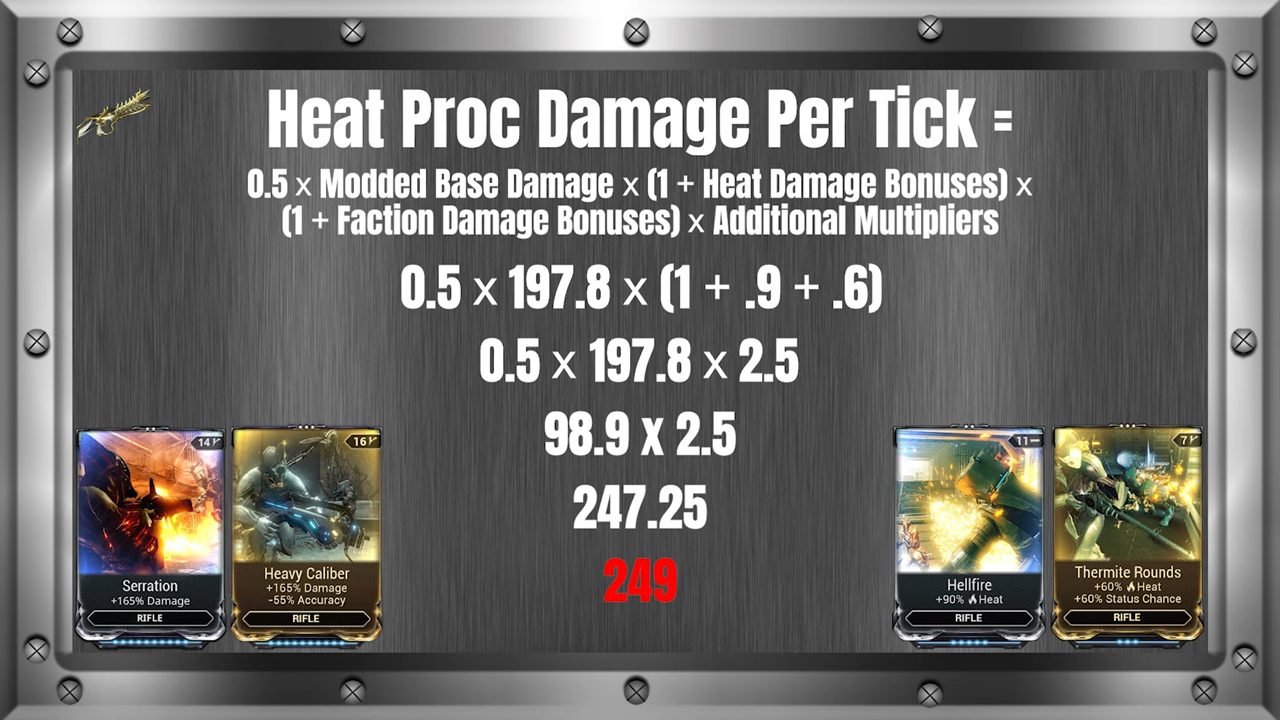 Heat Proc Damage Per Tick =
0.5 x Modded Base Damage x (1 + Heat Damage Bonuses) x
(1 + Faction Damage Bonuses) x Additional Multipliers
0.5 x 197.8 x (1 + .9 + .6)
0.5 x 197.8 x 2.5
98.9 x 2.5
247.25
249
14
Serration
+165% Damage
RIFLE
16
Heavy Caliber
+165% Damage
-55% Accuracy
RIFLE
11
Hellfire
+90% Heat
RIFLE
7
Thermite Rounds
+60% Heat
+60% Status Chance
RIFLE